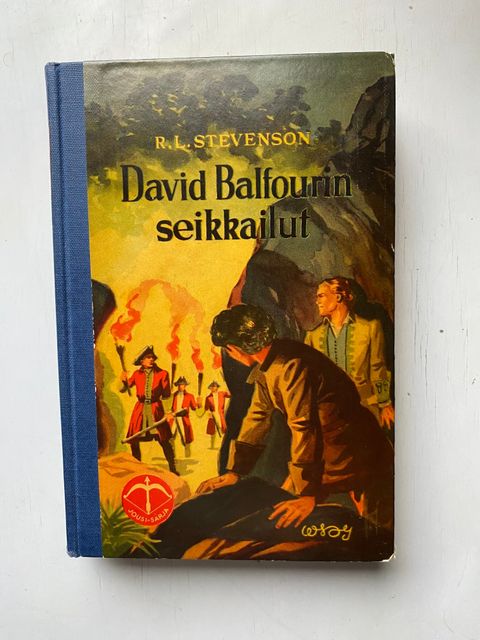 R. L. STEVENSON
David Balfourin
seikkailut
JOUSI-SARJA